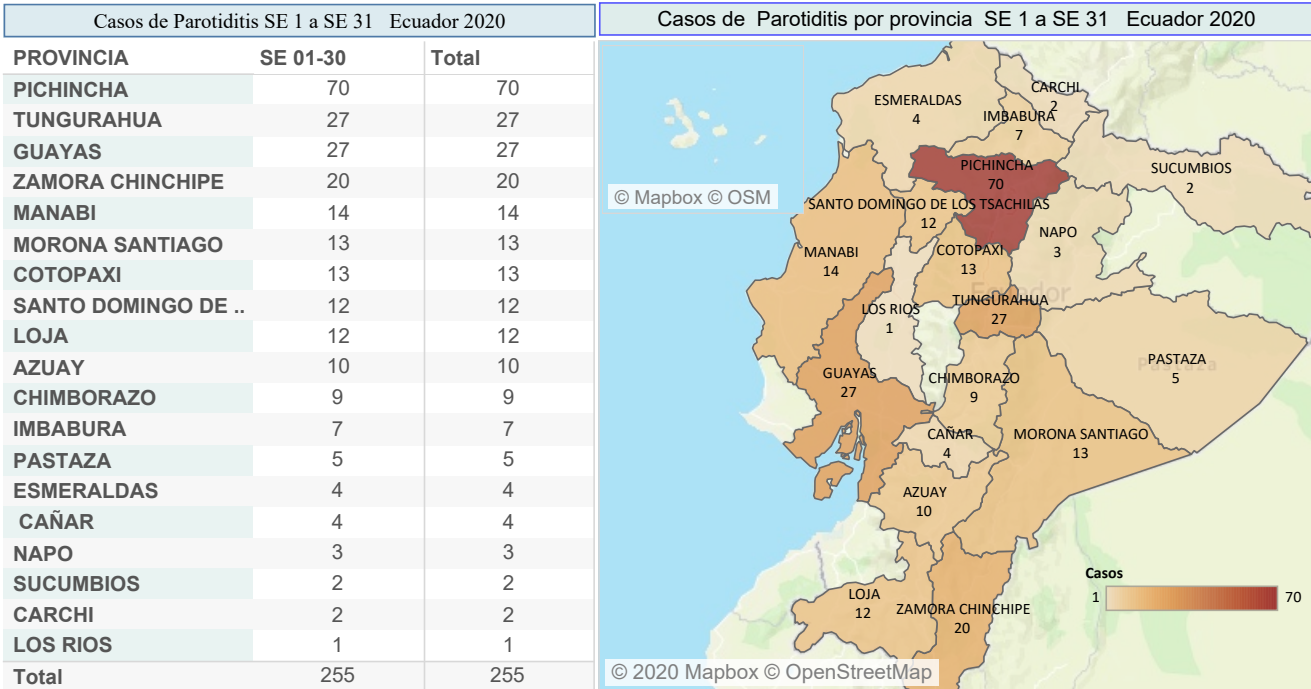 Casos de Parotiditis SE 1 a SE 31 Ecuador 2020
PROVINCIA SE 01-30 Total
PICHINCHA 70 70
TUNGURAHUA 27 27
GUAYAS 27 27
ZAMORA CHINCHIPE 20 20
MANABI 14 14
MORONA SANTIAGO 13 13
COTOPAXI 13 13
SANTO DOMINGO DE .. 12 12
LOJA 12 12
AZUAY 10 10
CHIMBORAZO 9 9
IMBABURA 7 7
PASTAZA 5 5
ESMERALDAS 4 4
CAÑAR 4 4
NAPO 3 3
SUCUMBIOS 2 2
CARCHI 2 2
LOS RIOS 1 1
Total 255 255
Casos de Parotiditis por provincia SE 1 a SE 31 Ecuador 2020
CARCHI
2
ESMERALDAS
4
IMBABURA
7
PICHINCHA
70
SUCUMBIOS
2
© Mapbox © OSM
SANTO DOMINGO DE LOS TSACHILAS
12
NAPO
3
MANABI
14
COTOPAXI
13
Ecuador
TUNGURAHUA
27
LOS RIOS
1
PASTAZA
Pastaza
5
GUAYAS
27
CHIMBORAZO
9
CAÑAR
4
MORONA SANTIAGO
13
AZUAY
10
Casos
1 70
LOJA
12
ZAMORA CHINCHIPE
20
© 2020 Mapbox © OpenStreetMap